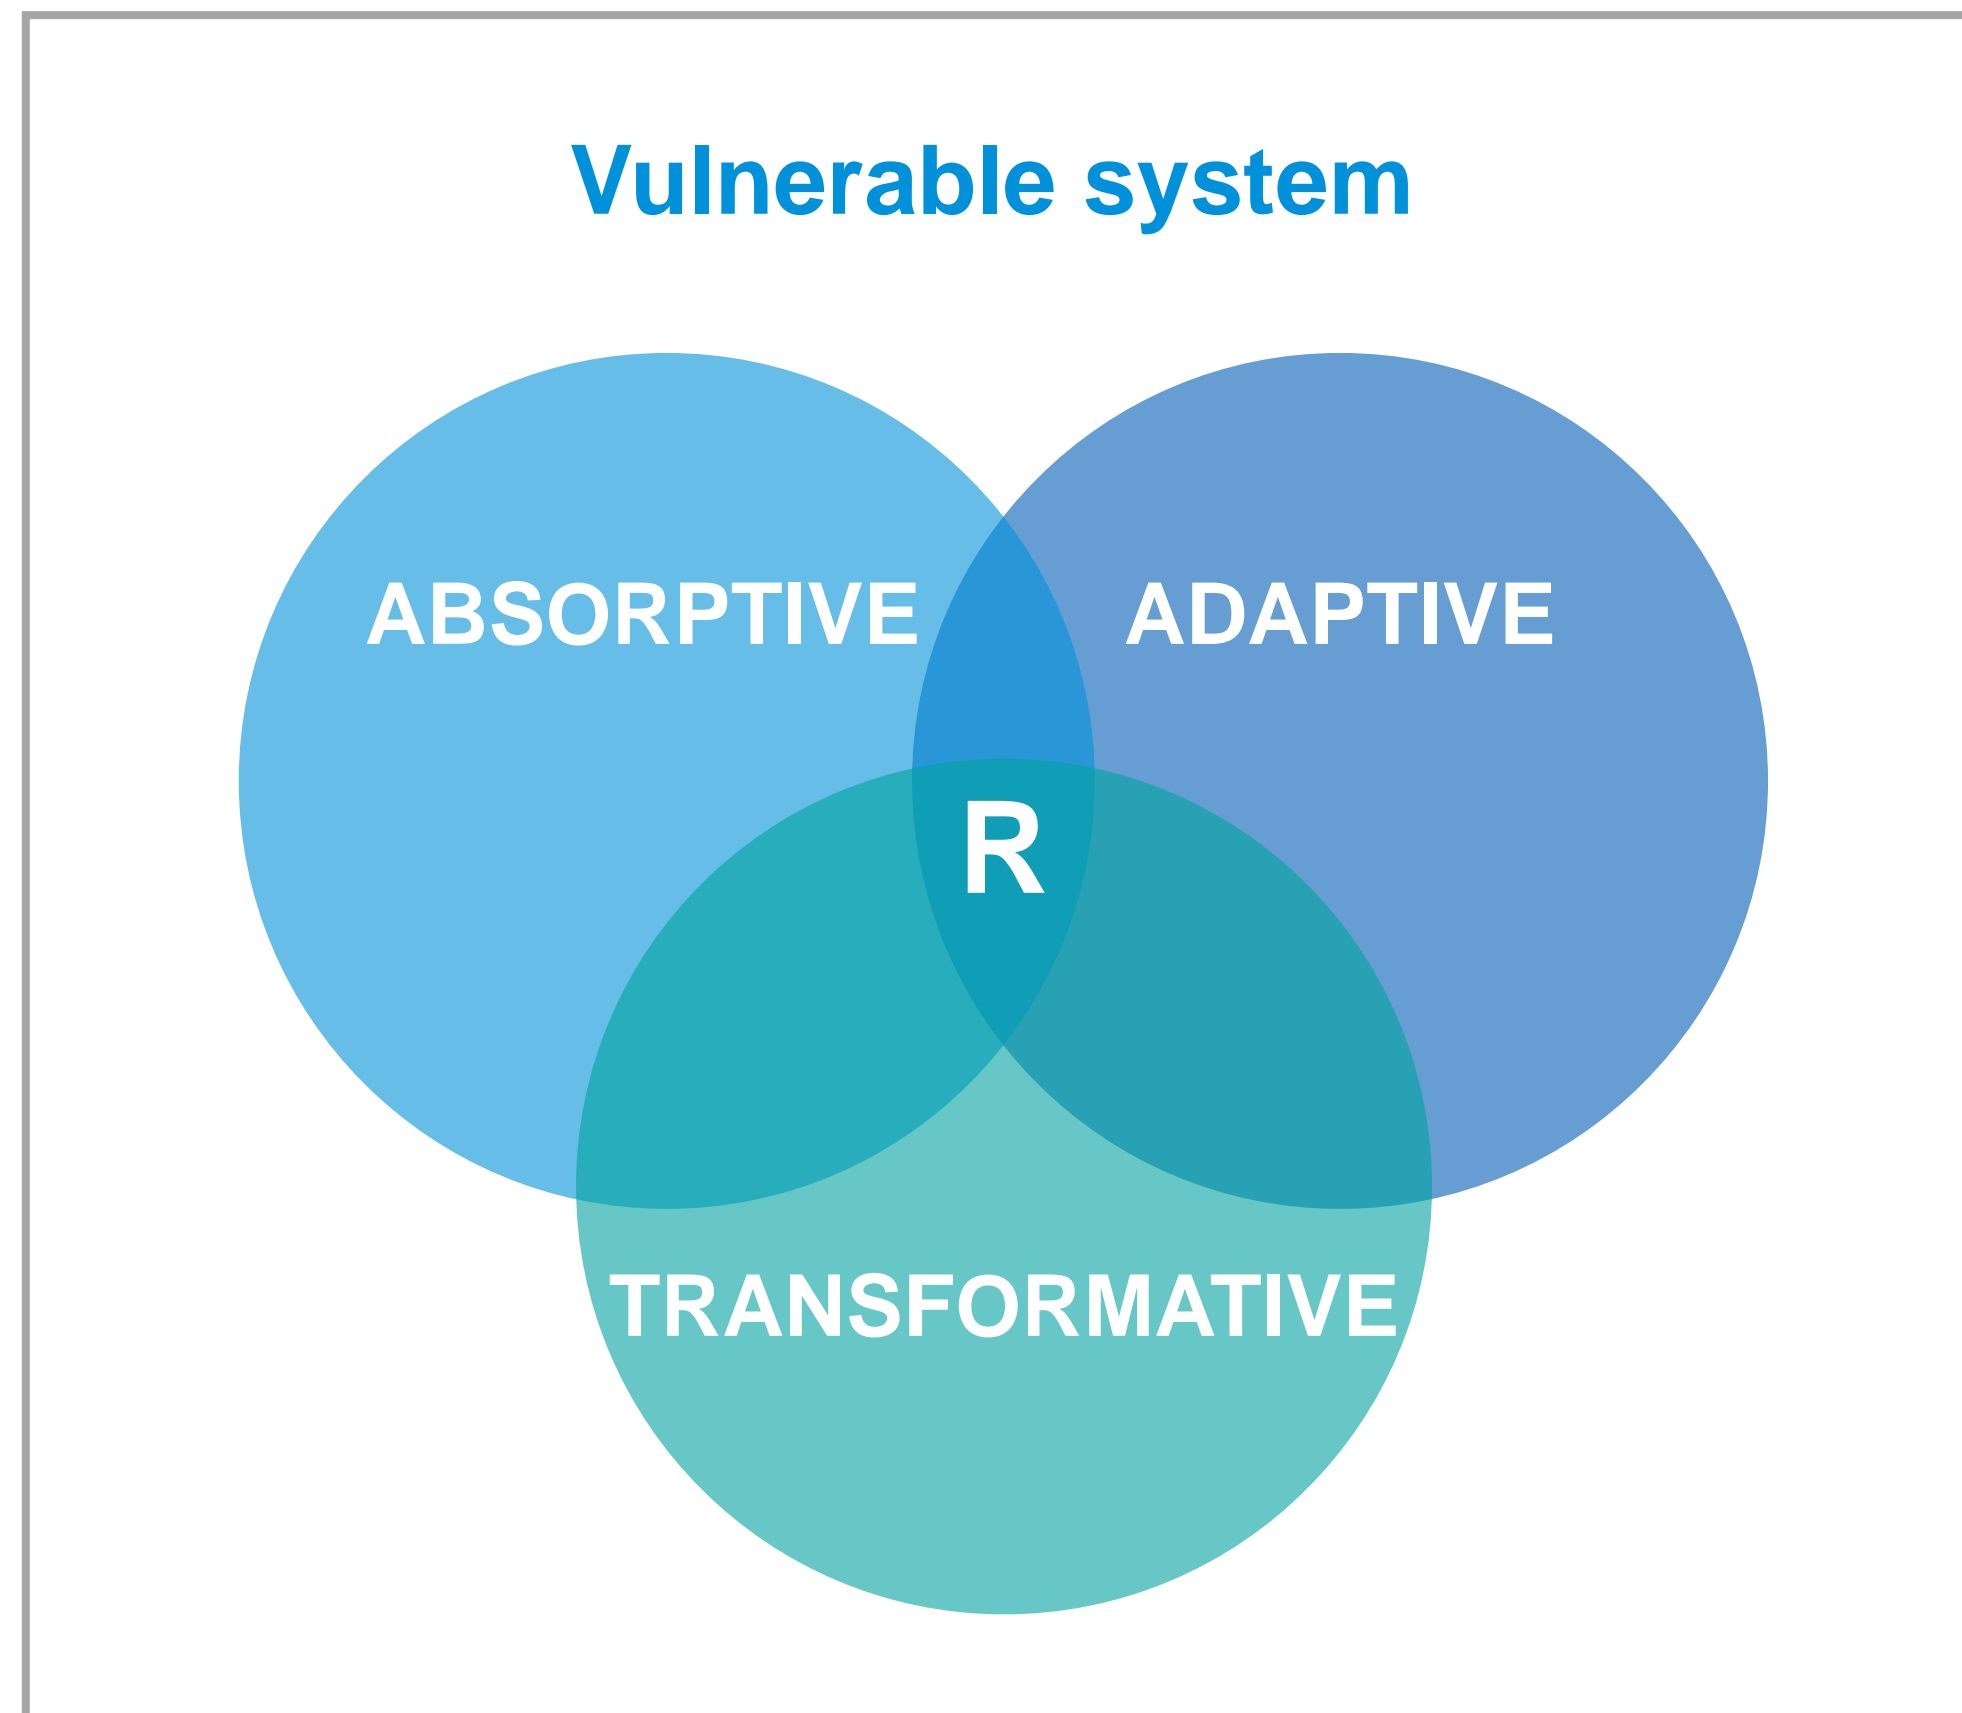 Vulnerable system
ABSORPTIVE
ADAPTIVE
R
TRANSFORMATIVE